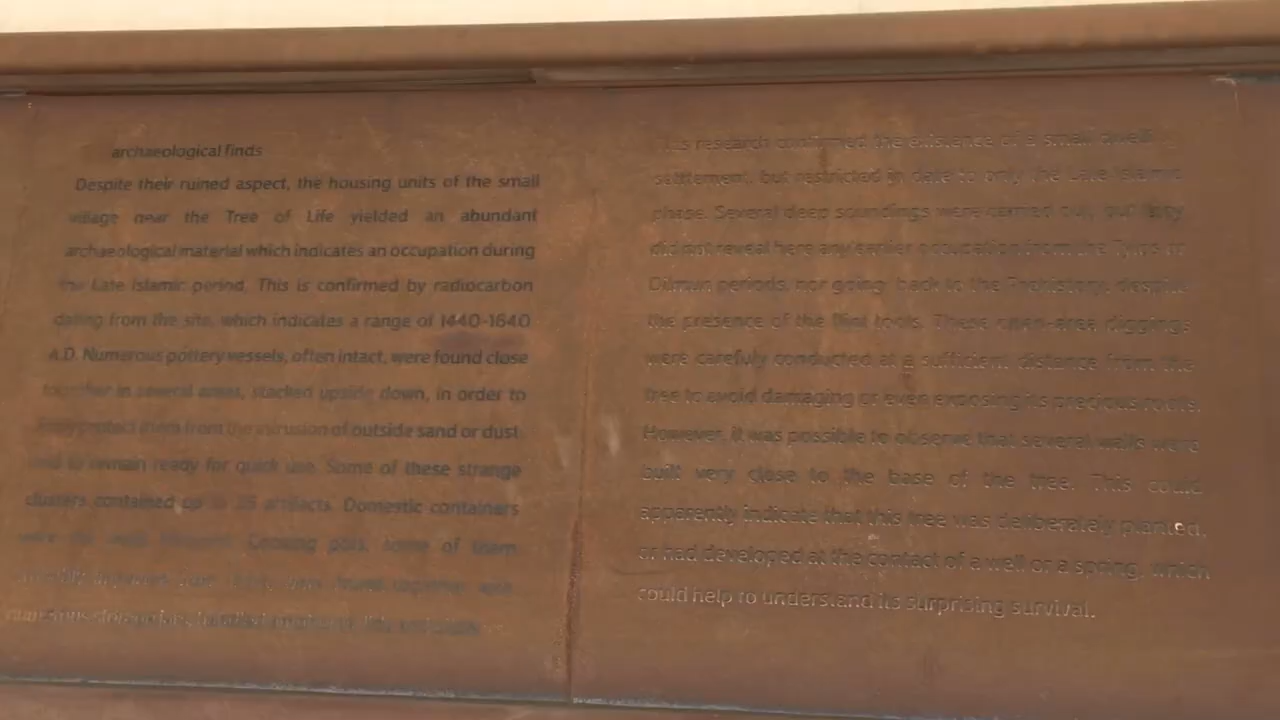 archaeological finds
Despite their ruined aspect, the housing units of the small
village near the Tree of Life yielded an abundant
archaeological material which indicates an occupation during
the Late Islamic period. This is confirmed by radiocarbon
dating from the site, which indicates a range of 1440-1640
A.D. Numerous pottery vessels, often intact, were found close
together in several areas, stacked upside down, in order to
protect them from the intrusion of outside sand or dust
and to remain ready for quick use. Some of these strange
clusters contained up to 25 artifacts. Domestic containers
were the most Cooking pots, some of them
were found together with
numerous storage jars,
research confirmed the existence of a small
settlement, but restricted in date to only the Late Islamic
phase. Several deep soundings were carried out, but they
did not reveal here any earlier occupation from the Tylos or
Dilmun periods, nor going back to the Prehistory, despite
the presence of the flint tools. These open-area diggings
were carefuly conducted at a sufficient distance from the
tree to avoid damaging or even exposing its precious roots.
However, it was possible to observe that several walls were
built very close to the base of the tree. This could
apparently indicate that this tree was deliberately planted,
or had developed at the contact of a well or a spring, which
could help to understand its surprising survival.